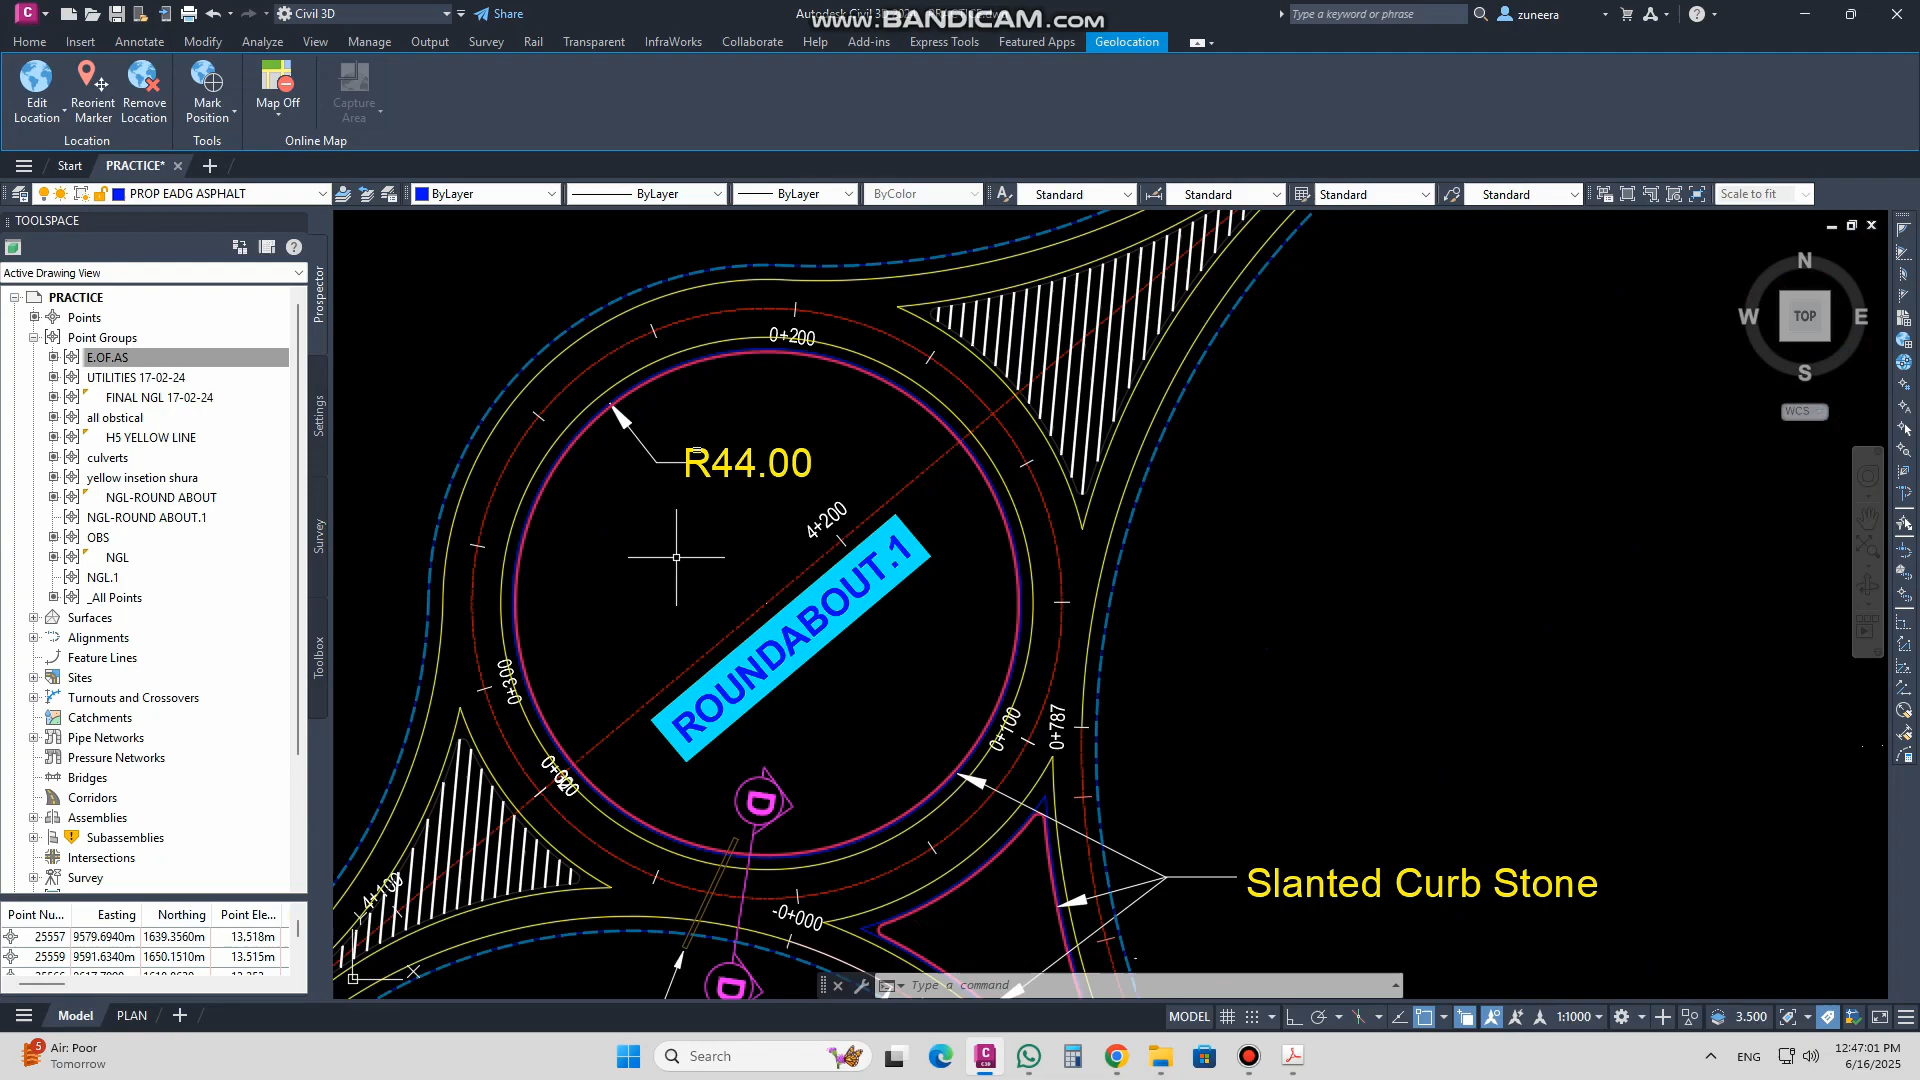 Civil 3D
Share
Autodesk Civil 3D
www.BANDICAM.com
Type a keyword or phrase
zuneera
Home
Insert
Annotate
Modify
Analyze
View
Manage
Output
Survey
Rail
Transparent
InfraWorks
Collaborate
Help
Add-ins
Express Tools
Featured Apps
Geolocation
Edit Location
Reorient Marker
Remove Location
Mark Position
Map Off
Capture Area
Location
Tools
Online Map
Start
PRACTICE*
PROP EADG ASPHALT
ByLayer
ByLayer
ByLayer
ByColor
Standard
Standard
Standard
Standard
Scale to fit
TOOLSPACE
Active Drawing View
PRACTICE
Points
Point Groups
E.OF.AS
UTILITIES 17-02-24
FINAL NGL 17-02-24
all obstical
H5 YELLOW LINE
culverts
yellow insetion shura
NGL-ROUND ABOUT
NGL-ROUND ABOUT.1
OBS
NGL
NGL.1
_All Points
Surfaces
Alignments
Feature Lines
Sites
Turnouts and Crossovers
Catchments
Pipe Networks
Pressure Networks
Bridges
Corridors
Assemblies
Subassemblies
Intersections
Survey
Prospector
Settings
Survey
Toolbox
Point Nu...
Easting
Northing
Point Ele...
25557
9579.6940m
1639.3560m
13.518m
25559
9591.6340m
1650.1510m
13.515m
0+200
R44.00
4+200
ROUNDABOUT.1
0+300
0+100
0+787
D
4+100
-0+000
D
Slanted Curb Stone
N
W
TOP
E
S
WCS
Type a command
Model
PLAN
MODEL
1:1000
3.500
Air: Poor
Tomorrow
Search
ENG
12:47:01 PM
6/16/2025